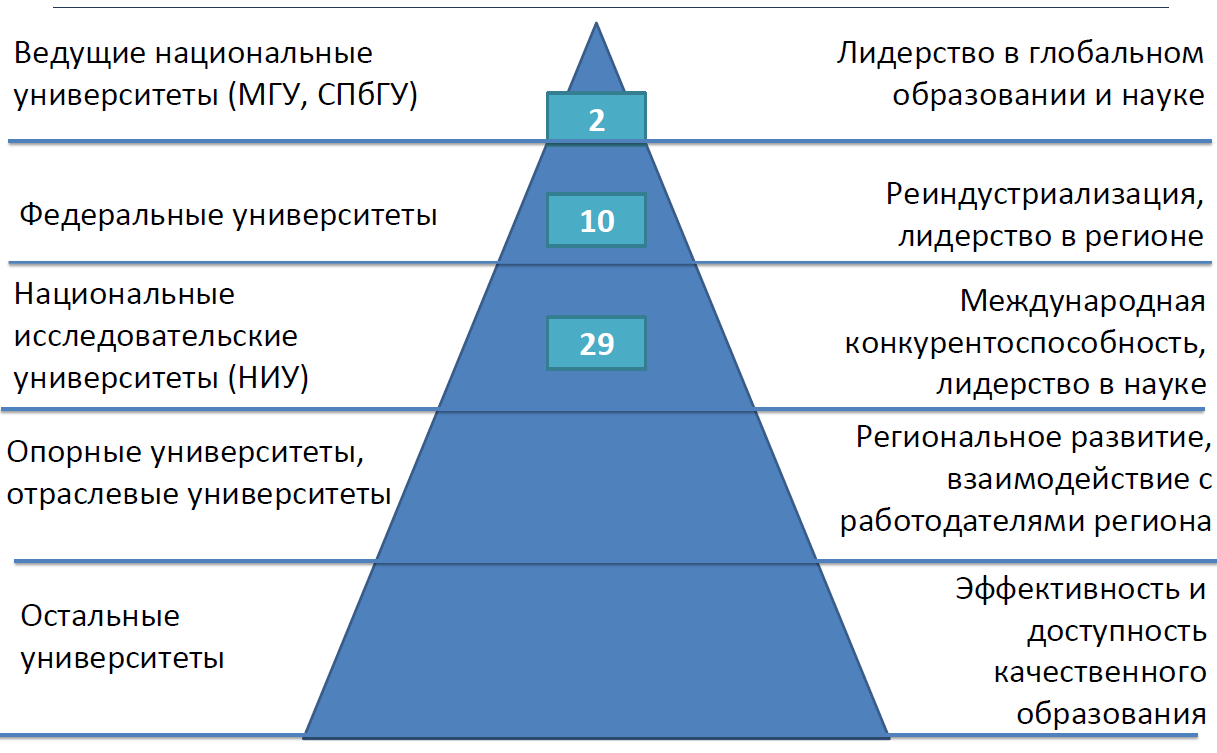 Ведущие национальные
университеты (МГУ, СПбГУ)
2
Лидерство в глобальном
образовании и науке
Федеральные университеты
10
Реиндустриализация,
лидерство в регионе
Национальные
исследовательские
университеты (НИУ)
29
Международная
конкурентоспособность,
лидерство в науке
Опорные университеты,
отраслевые университеты
Региональное развитие,
взаимодействие с
работодателями региона
Остальные
университеты
Эффективность и
доступность
качественного
образования